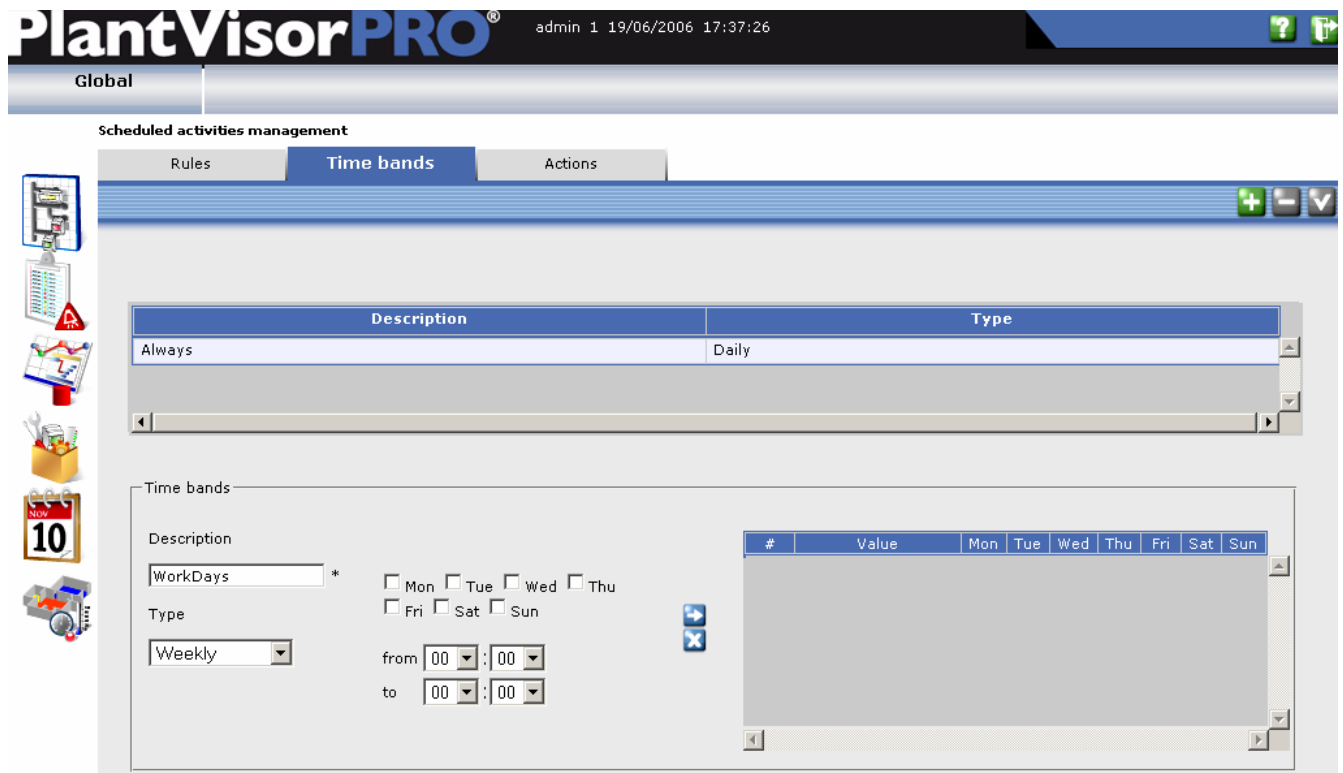 PlantVisorPRO® admin 1 19/06/2006 17:37:26 ?
Global
Scheduled activities management
Rules Time bands Actions
Description Type
Always Daily
Time bands
Description
# Value Mon Tue Wed Thu Fri Sat Sun
WorkDays *
Mon Tue Wed Thu
Fri Sat Sun
Type
Weekly
from 00 : 00
to 00 : 00
NOV
10